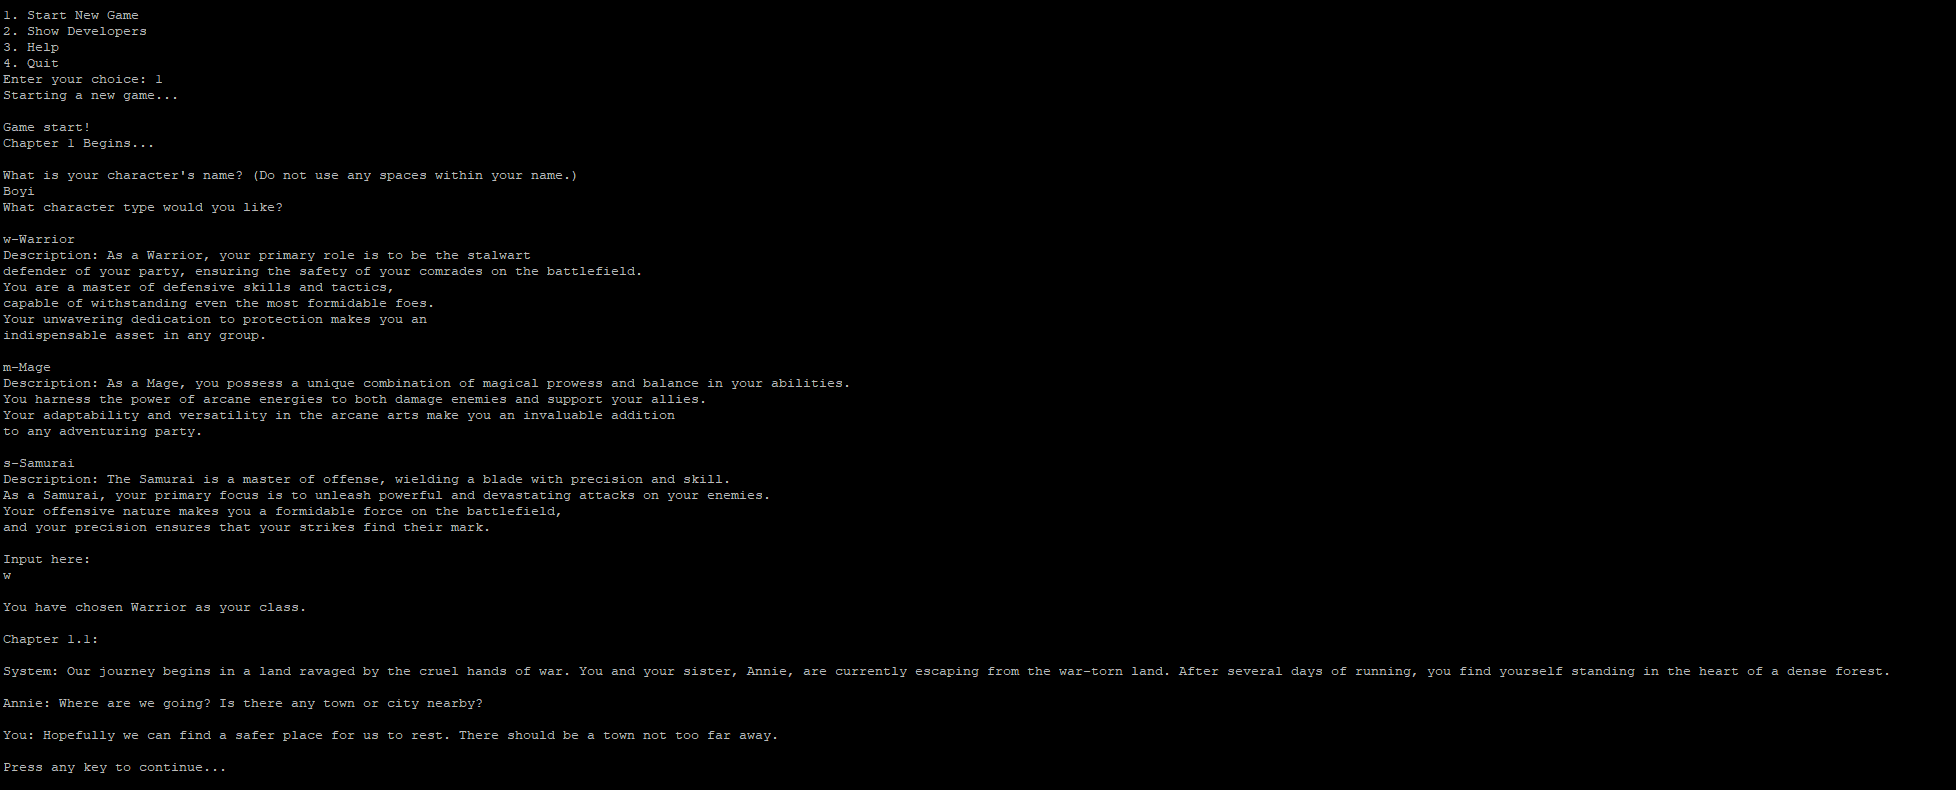 1. Start New Game
2. Show Developers
3. Help
4. Quit
Enter your choice: 1
Starting a new game...
Game start!
Chapter 1 Begins...
What is your character's name? (Do not use any spaces within your name.)
Boyi
What character type would you like?
w-Warrior
Description: As a Warrior, your primary role is to be the stalwart
defender of your party, ensuring the safety of your comrades on the battlefield.
You are a master of defensive skills and tactics,
capable of withstanding even the most formidable foes.
Your unwavering dedication to protection makes you an
indispensable asset in any group.
m-Mage
Description: As a Mage, you possess a unique combination of magical prowess and balance in your abilities.
You harness the power of arcane energies to both damage enemies and support your allies.
Your adaptability and versatility in the arcane arts make you an invaluable addition
to any adventuring party.
s-Samurai
Description: The Samurai is a master of offense, wielding a blade with precision and skill.
As a Samurai, your primary focus is to unleash powerful and devastating attacks on your enemies.
Your offensive nature makes you a formidable force on the battlefield,
and your precision ensures that your strikes find their mark.
Input here:
w
You have chosen Warrior as your class.
Chapter 1.1:
System: Our journey begins in a land ravaged by the cruel hands of war. You and your sister, Annie, are currently escaping from the war-torn land. After several days of running, you find yourself standing in the heart of a dense forest.
Annie: Where are we going? Is there any town or city nearby?
You: Hopefully we can find a safer place for us to rest. There should be a town not too far away.
Press any key to continue...